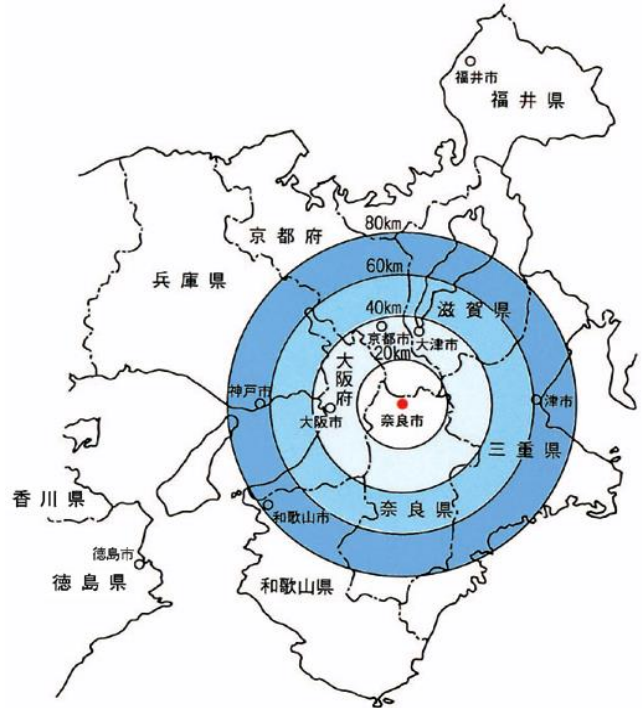 福井市
福井県
80km
京都府
兵庫県
60km
滋賀県
40km
京都市
大津市
20km
大阪府
神戸市
津市
大阪市
奈良市
三重県
香川県
奈良県
和歌山市
徳島市
徳島県
和歌山県